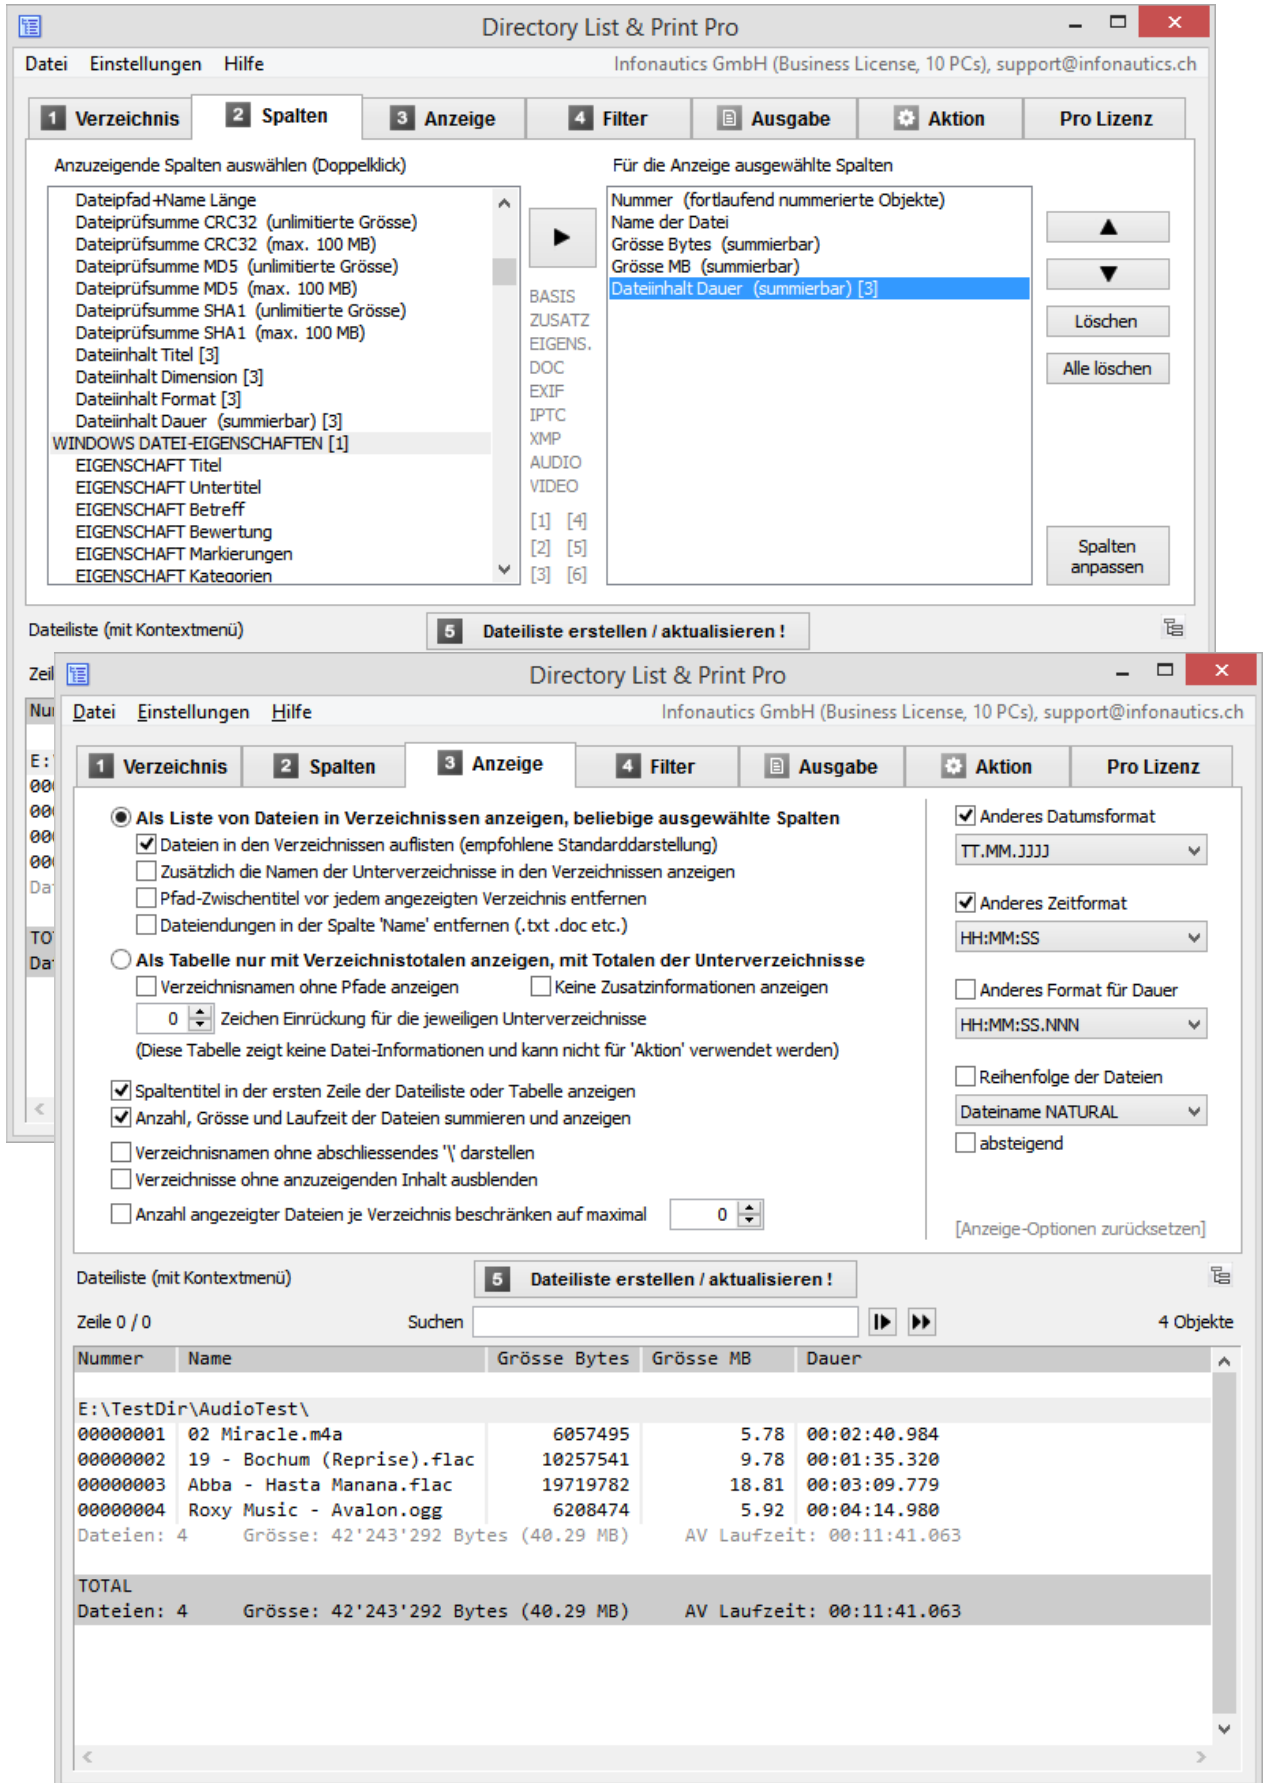 Directory List & Print Pro
Datei Einstellungen Hilfe Infonautics GmbH (Business License, 10 PCs), support@infonautics.ch
1 Verzeichnis 2 Spalten 3 Anzeige 4 Filter Ausgabe Aktion Pro Lizenz
Anzuzeigende Spalten auswählen (Doppelklick)
Dateipfad+Name Länge
Dateiprüfsumme CRC32 (unlimitierte Grösse)
Dateiprüfsumme CRC32 (max. 100 MB)
Dateiprüfsumme MD5 (unlimitierte Grösse)
Dateiprüfsumme MD5 (max. 100 MB)
Dateiprüfsumme SHA1 (unlimitierte Grösse)
Dateiprüfsumme SHA1 (max. 100 MB)
Dateiinhalt Titel [3]
Dateiinhalt Dimension [3]
Dateiinhalt Format [3]
Dateiinhalt Dauer (summierbar) [3]
WINDOWS DATEI-EIGENSCHAFTEN [1]
EIGENSCHAFT Titel
EIGENSCHAFT Untertitel
EIGENSCHAFT Betreff
EIGENSCHAFT Bewertung
EIGENSCHAFT Markierungen
EIGENSCHAFT Kategorien
BASIS
ZUSATZ
EIGENS.
DOC
EXIF
IPTC
XMP
AUDIO
VIDEO
[1] [4]
[2] [5]
[3] [6]
Für die Anzeige ausgewählte Spalten
Nummer (fortlaufend nummerierte Objekte)
Name der Datei
Grösse Bytes (summierbar)
Grösse MB (summierbar)
Dateiinhalt Dauer (summierbar) [3]
Löschen
Alle löschen
Spalten
anpassen
Dateiliste (mit Kontextmenü) 5 Dateiliste erstellen / aktualisieren !
Directory List & Print Pro
Datei Einstellungen Hilfe Infonautics GmbH (Business License, 10 PCs), support@infonautics.ch
1 Verzeichnis 2 Spalten 3 Anzeige 4 Filter Ausgabe Aktion Pro Lizenz
Als Liste von Dateien in Verzeichnissen anzeigen, beliebige ausgewählte Spalten
Dateien in den Verzeichnissen auflisten (empfohlene Standarddarstellung)
Zusätzlich die Namen der Unterverzeichnisse in den Verzeichnissen anzeigen
Pfad-Zwischentitel vor jedem angezeigten Verzeichnis entfernen
Dateiendungen in der Spalte 'Name' entfernen (.txt .doc etc.)
Als Tabelle nur mit Verzeichnistotalen anzeigen, mit Totalen der Unterverzeichnisse
Verzeichnisnamen ohne Pfade anzeigen Keine Zusatzinformationen anzeigen
0 Zeichen Einrückung für die jeweiligen Unterverzeichnisse
(Diese Tabelle zeigt keine Datei-Informationen und kann nicht für 'Aktion' verwendet werden)
Spaltentitel in der ersten Zeile der Dateiliste oder Tabelle anzeigen
Anzahl, Grösse und Laufzeit der Dateien summieren und anzeigen
Verzeichnisnamen ohne abschliessendes '\' darstellen
Verzeichnisse ohne anzuzeigenden Inhalt ausblenden
Anzahl angezeigter Dateien je Verzeichnis beschränken auf maximal 0
Anderes Datumsformat
TT.MM.JJJJ
Anderes Zeitformat
HH:MM:SS
Anderes Format für Dauer
HH:MM:SS.NNN
Reihenfolge der Dateien
Dateiname NATURAL
absteigend
[Anzeige-Optionen zurücksetzen]
Dateiliste (mit Kontextmenü) 5 Dateiliste erstellen / aktualisieren !
Zeile 0 / 0 Suchen 4 Objekte
Nummer Name Grösse Bytes Grösse MB Dauer
E:\TestDir\AudioTest\
00000001 02 Miracle.m4a 6057495 5.78 00:02:40.984
00000002 19 - Bochum (Reprise).flac 10257541 9.78 00:01:35.320
00000003 Abba - Hasta Manana.flac 19719782 18.81 00:03:09.779
00000004 Roxy Music - Avalon.ogg 6208474 5.92 00:04:14.980
Dateien: 4 Grösse: 42'243'292 Bytes (40.29 MB) AV Laufzeit: 00:11:41.063
TOTAL
Dateien: 4 Grösse: 42'243'292 Bytes (40.29 MB) AV Laufzeit: 00:11:41.063